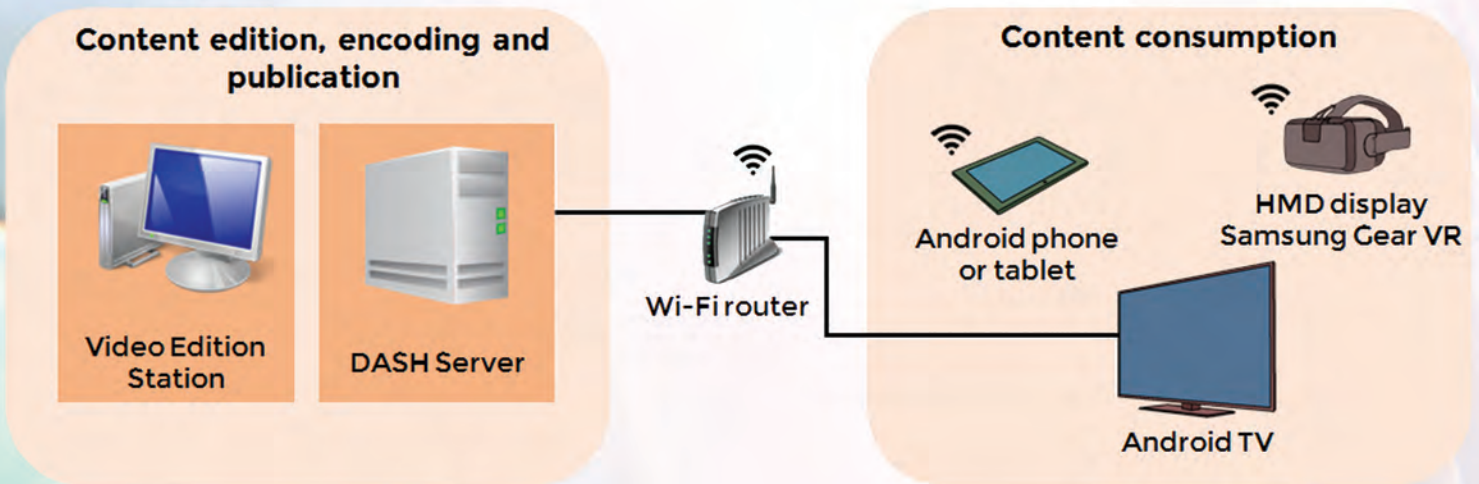 Content edition, encoding and
publication
Video Edition
Station
DASH Server
Wi-Fi router
Content consumption
Android phone
or tablet
HMD display
Samsung Gear VR
Android TV